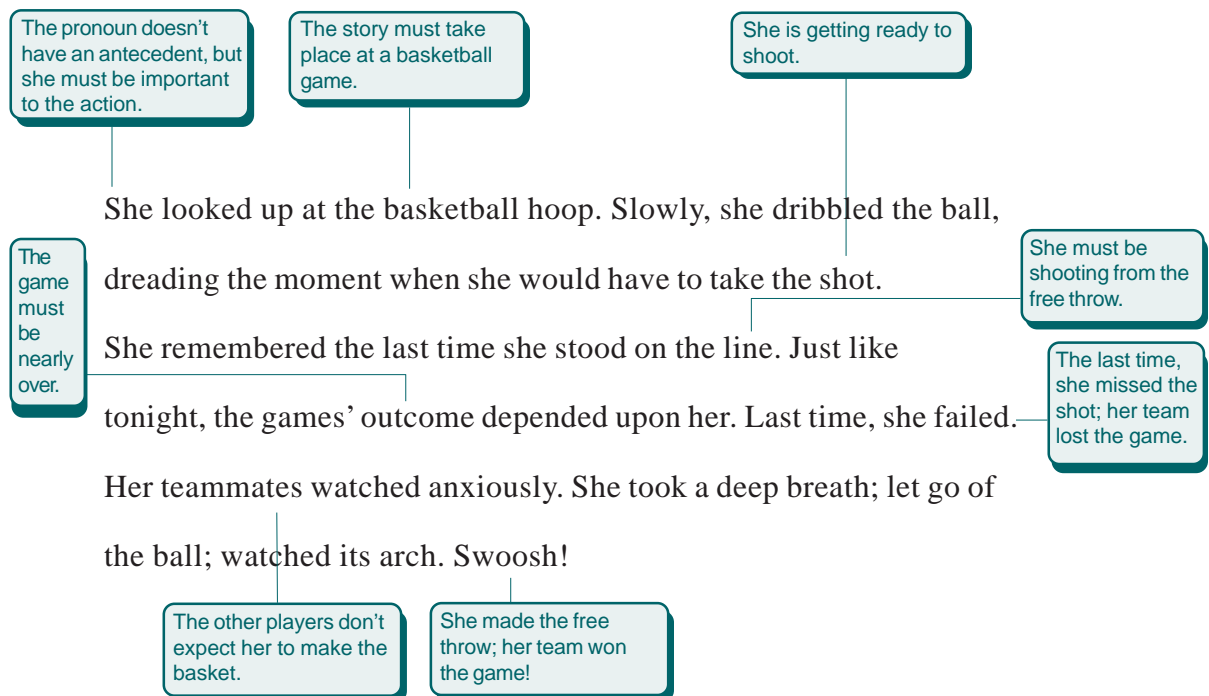 The pronoun doesn't
have an antecedent, but
she must be important
to the action.
The story must take
place at a basketball
game.
She is getting ready to
shoot.
She looked up at the basketball hoop. Slowly, she dribbled the ball,
The
game
must
be
nearly
over.
dreading the moment when she would have to take the shot.
She must be
shooting from the
free throw.
She remembered the last time she stood on the line. Just like
tonight, the games' outcome depended upon her. Last time, she failed.
The last time,
she missed the
shot; her team
lost the game.
Her teammates watched anxiously. She took a deep breath; let go of
the ball; watched its arch. Swoosh!
The other players don't
expect her to make the
basket.
She made the free
throw; her team won
the game!